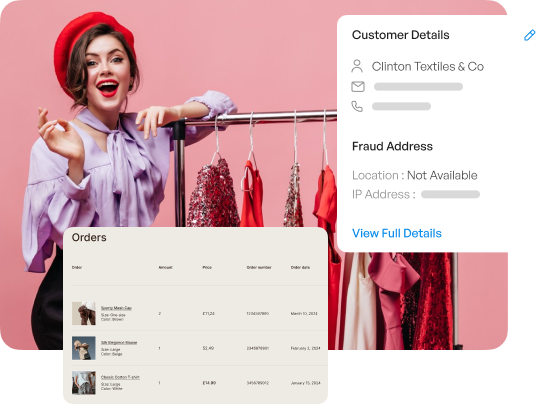 Customer Details
Clinton Textiles & Co
Fraud Address
Location : Not Available
IP Address :
View Full Details
Orders
Order Amount Price Order number Order date
Sporty Mesh Cap
Size: One-size
Color: Brown
2 £11.24 1234567890 March 10, 2024
Silk Elegance Blouse
Size: Large
Color: Beige
1 $2.49 2345678901 February 2, 2024
Classic Cotton T-shirt
Size: Large
Color: White
1 £14.99 3456789012 January 15, 2024